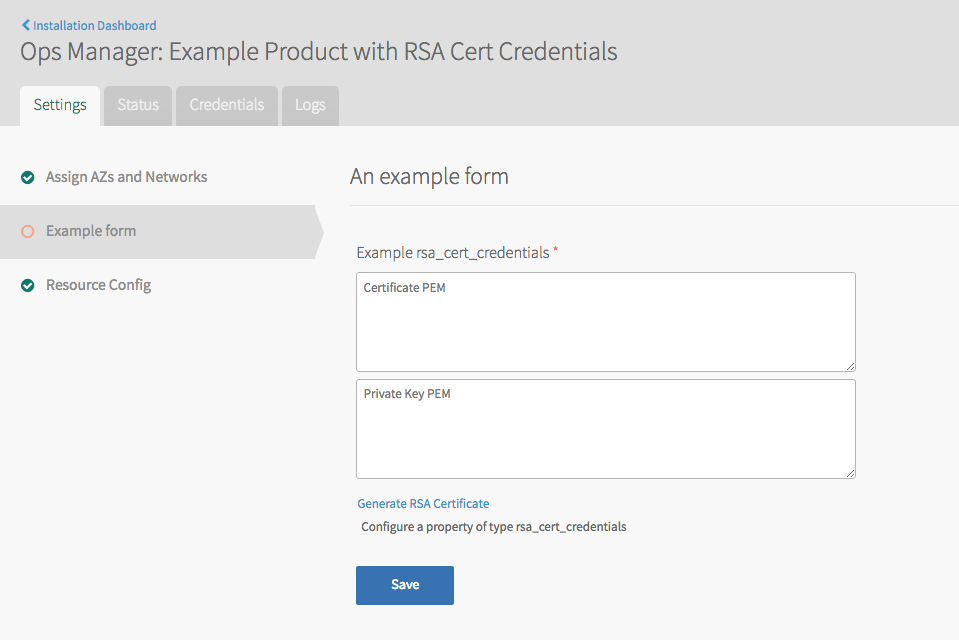 Installation Dashboard
Ops Manager: Example Product with RSA Cert Credentials
Settings Status Credentials Logs
Assign AZs and Networks
Example form
Resource Config
An example form
Example rsa_cert_credentials *
Certificate PEM
Private Key PEM
Generate RSA Certificate
Configure a property of type rsa_cert_credentials
Save